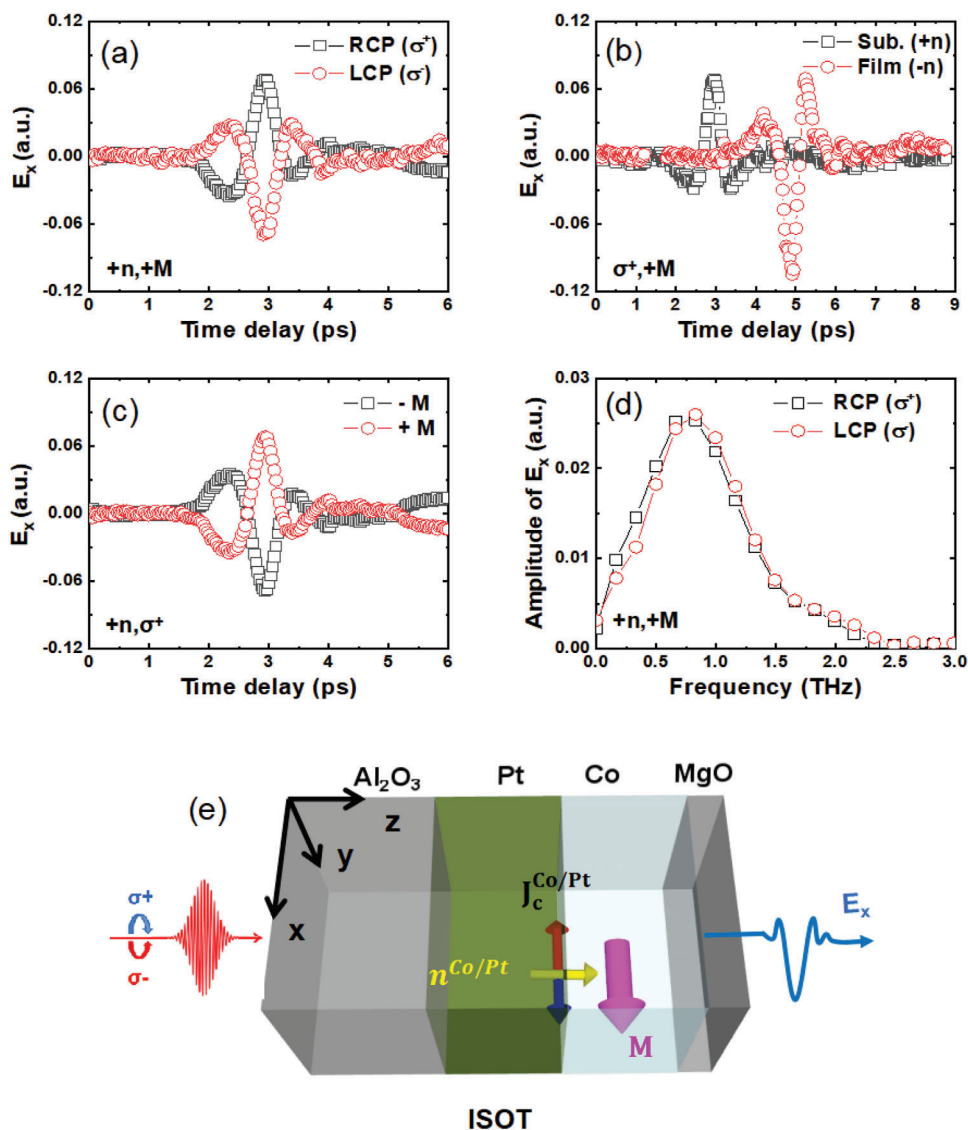 (a)
RCP (σ⁺)
LCP (σ⁻)
Eₓ (a.u.)
0.12
0.06
0.00
-0.06
-0.12
+n,+M
0 1 2 3 4 5 6
Time delay (ps)
(b)
Sub. (+n)
Film (-n)
Eₓ (a.u.)
0.12
0.06
0.00
-0.06
-0.12
σ⁺,+M
0 1 2 3 4 5 6 7 8 9
Time delay (ps)
(c)
- M
+ M
Eₓ (a.u.)
0.12
0.06
0.00
-0.06
-0.12
+n,σ⁺
0 1 2 3 4 5 6
Time delay (ps)
(d)
RCP (σ⁺)
LCP (σ⁻)
Amplitude of Eₓ (a.u.)
0.03
0.02
0.01
0.00
+n,+M
0.0 0.5 1.0 1.5 2.0 2.5 3.0
Frequency (THz)
(e)
Al₂O₃ Pt Co MgO
z
y
x
σ+
σ-
J_c^Co/Pt
n^Co/Pt
M
Eₓ
ISOT